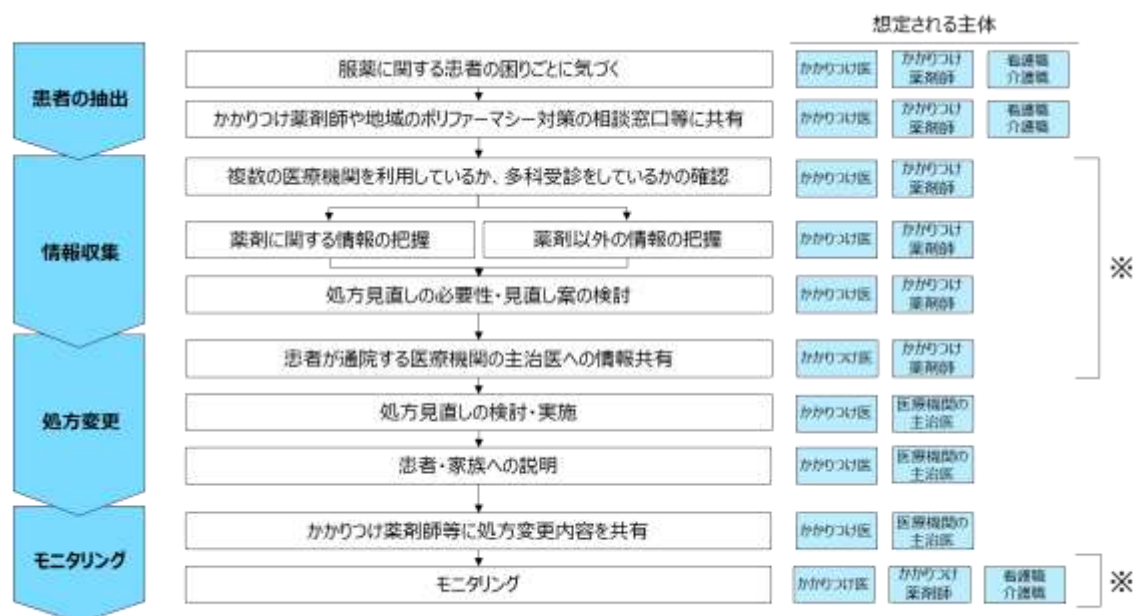 想定される主体
患者の抽出
服薬に関する患者の困りごとに気づく
かかりつけ医
かかりつけ
薬剤師
看護職
介護職
かかりつけ薬剤師や地域のポリファーマシー対策の相談窓口等に共有
かかりつけ医
かかりつけ
薬剤師
看護職
介護職
情報収集
複数の医療機関を利用しているか、多科受診をしているかの確認
かかりつけ医
かかりつけ
薬剤師
薬剤に関する情報の把握
薬剤以外の情報の把握
かかりつけ医
かかりつけ
薬剤師
処方見直しの必要性・見直し案の検討
かかりつけ医
かかりつけ
薬剤師
※
処方変更
患者が通院する医療機関の主治医への情報共有
かかりつけ医
かかりつけ
薬剤師
処方見直しの検討・実施
かかりつけ医
医療機関の
主治医
患者・家族への説明
かかりつけ医
医療機関の
主治医
モニタリング
かかりつけ薬剤師等に処方変更内容を共有
かかりつけ医
医療機関の
主治医
モニタリング
かかりつけ医
かかりつけ
薬剤師
看護職
介護職
※